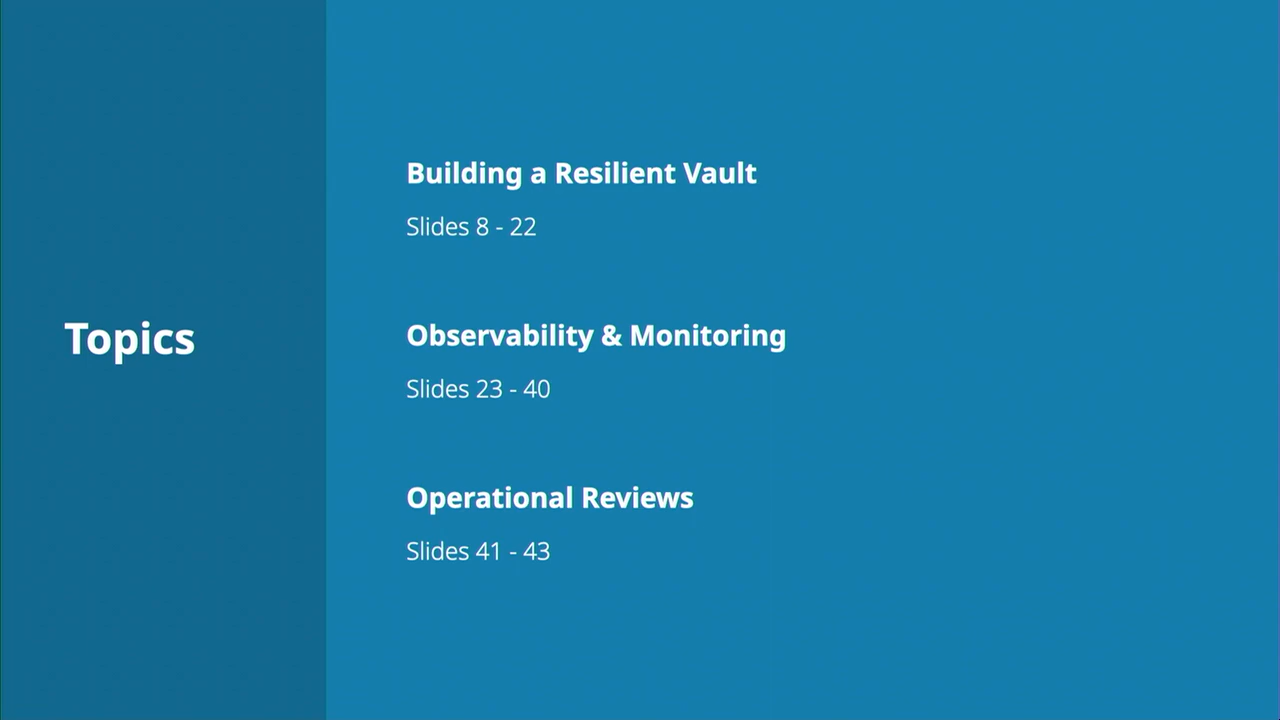 Topics
Building a Resilient Vault
Slides 8 - 22
Observability & Monitoring
Slides 23 - 40
Operational Reviews
Slides 41 - 43